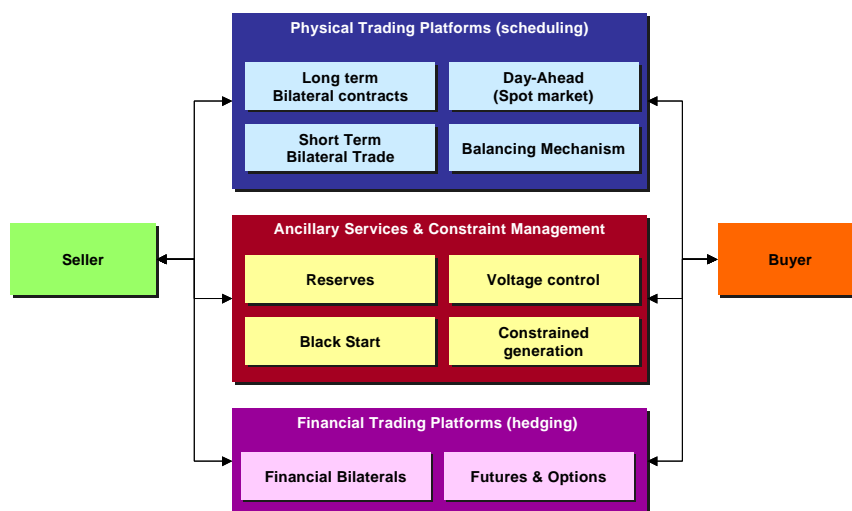 Physical Trading Platforms (scheduling)
Long term
Bilateral contracts
Day-Ahead
(Spot market)
Short Term
Bilateral Trade
Balancing Mechanism
Seller
Ancillary Services & Constraint Management
Reserves
Voltage control
Black Start
Constrained
generation
Buyer
Financial Trading Platforms (hedging)
Financial Bilaterals
Futures & Options